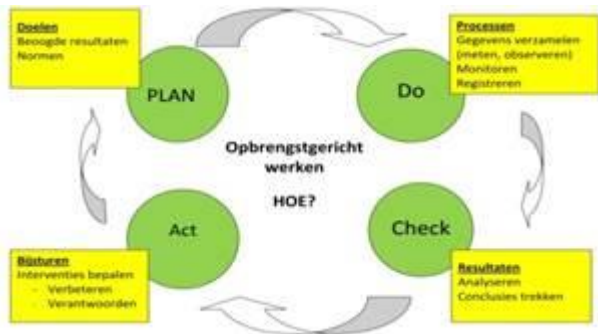 Doelen
Beoogde resultaten
Normen
PLAN
Processen
Gegevens verzamelen
(meten, observeren)
Monitoren
Registreren
Do
Opbrengstgericht
werken
HOE?
Act
Bijsturen
Interventies bepalen
- Verbeteren
- Verantwoorden
Check
Resultaten
Analyseren
Conclusies trekken